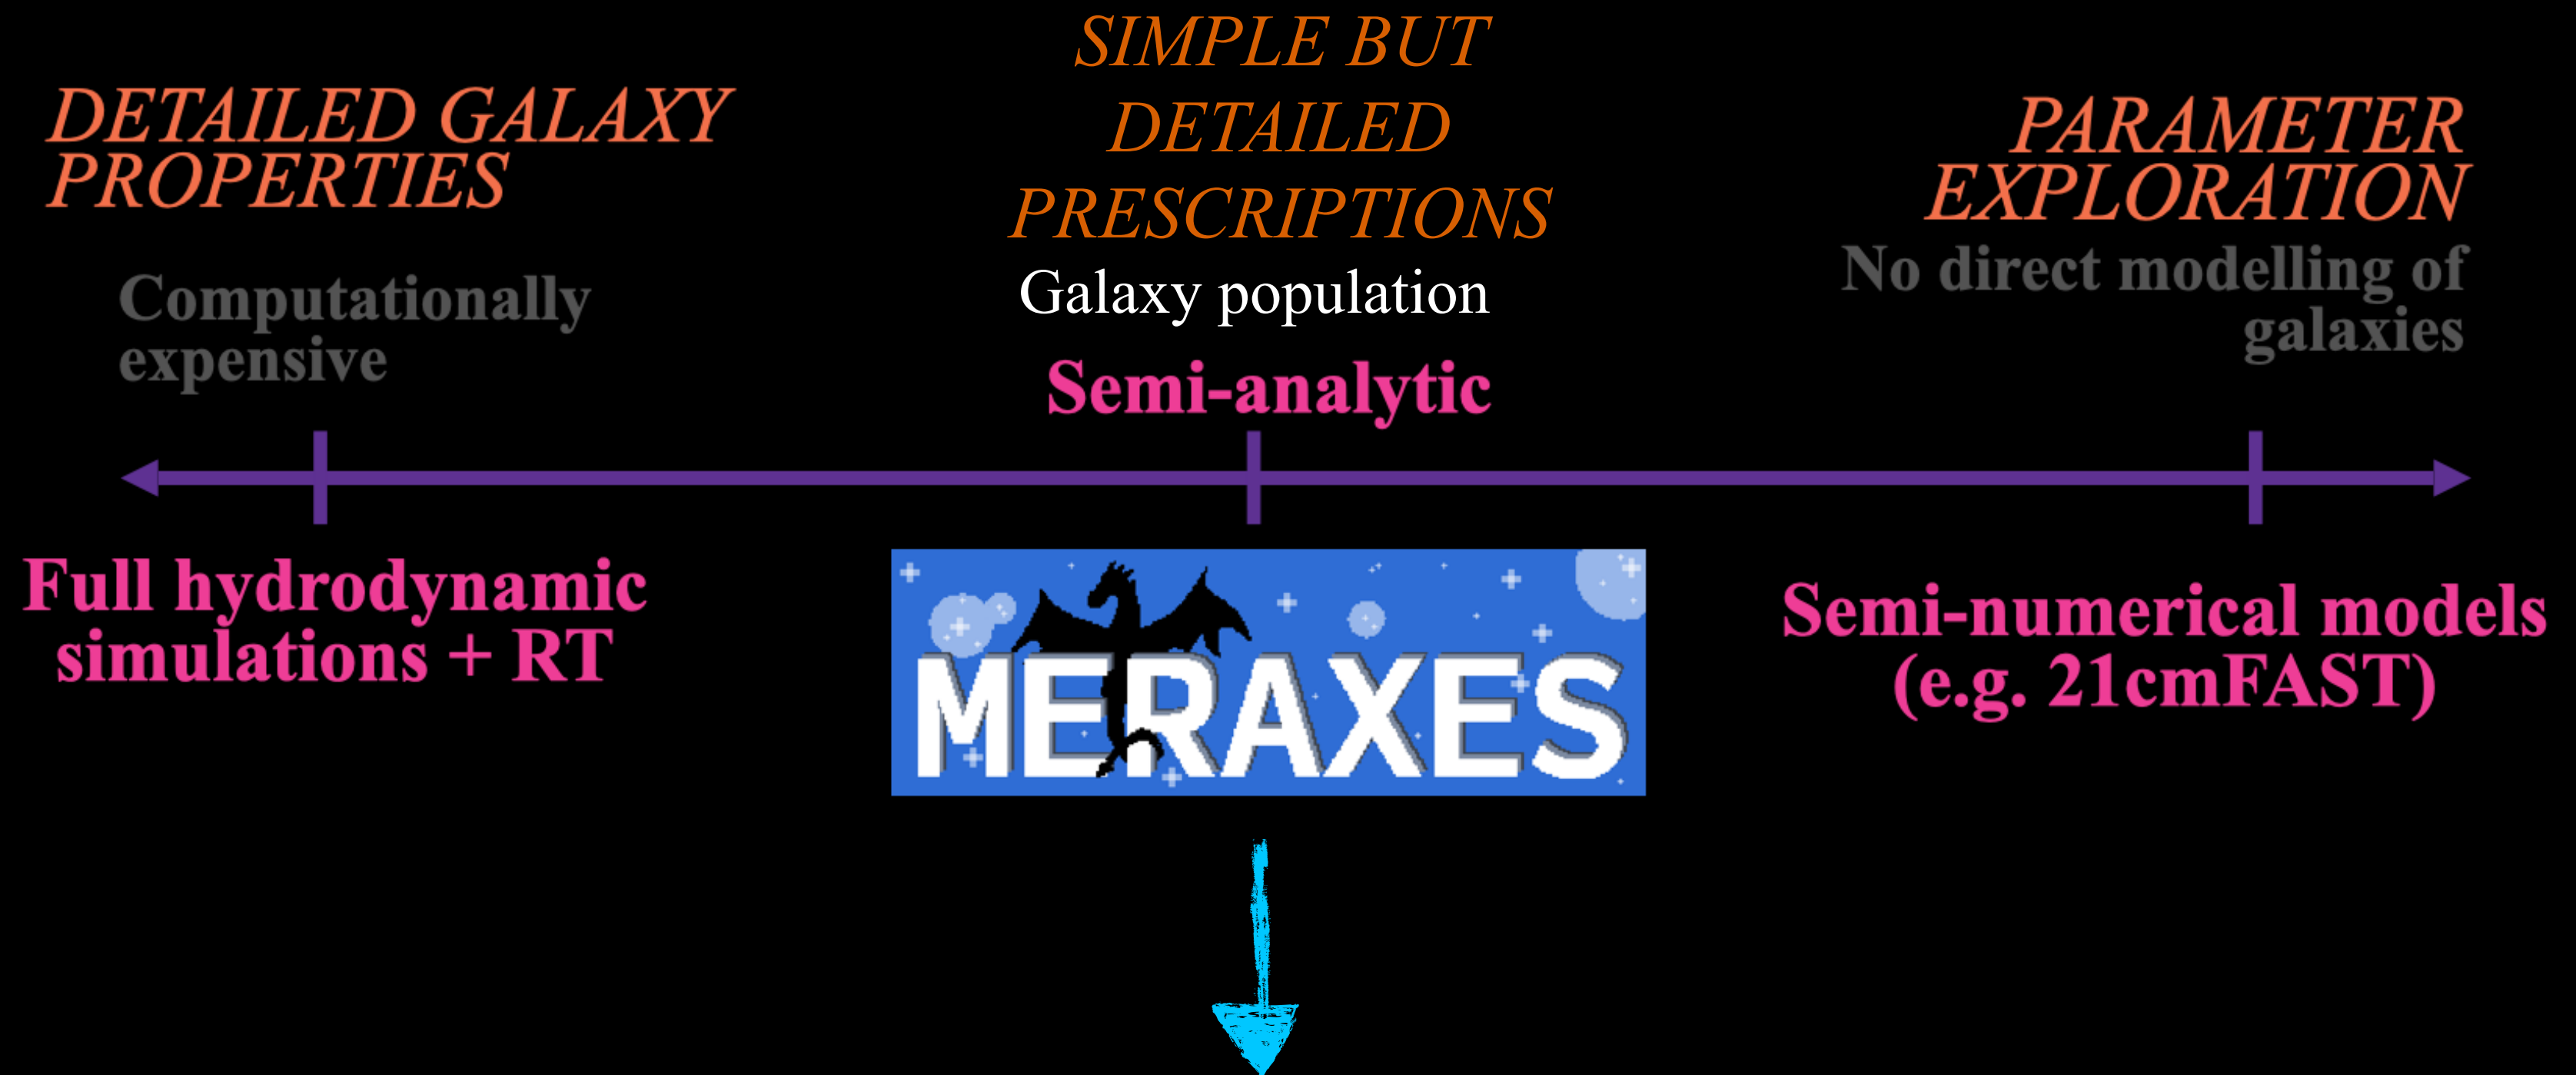 DETAILED GALAXY
PROPERTIES
Computationally
expensive
Full hydrodynamic
simulations + RT
SIMPLE BUT
DETAILED
PRESCRIPTIONS
Galaxy population
Semi-analytic
MERAXES
PARAMETER
EXPLORATION
No direct modelling of
galaxies
Semi-numerical models
(e.g. 21cmFAST)